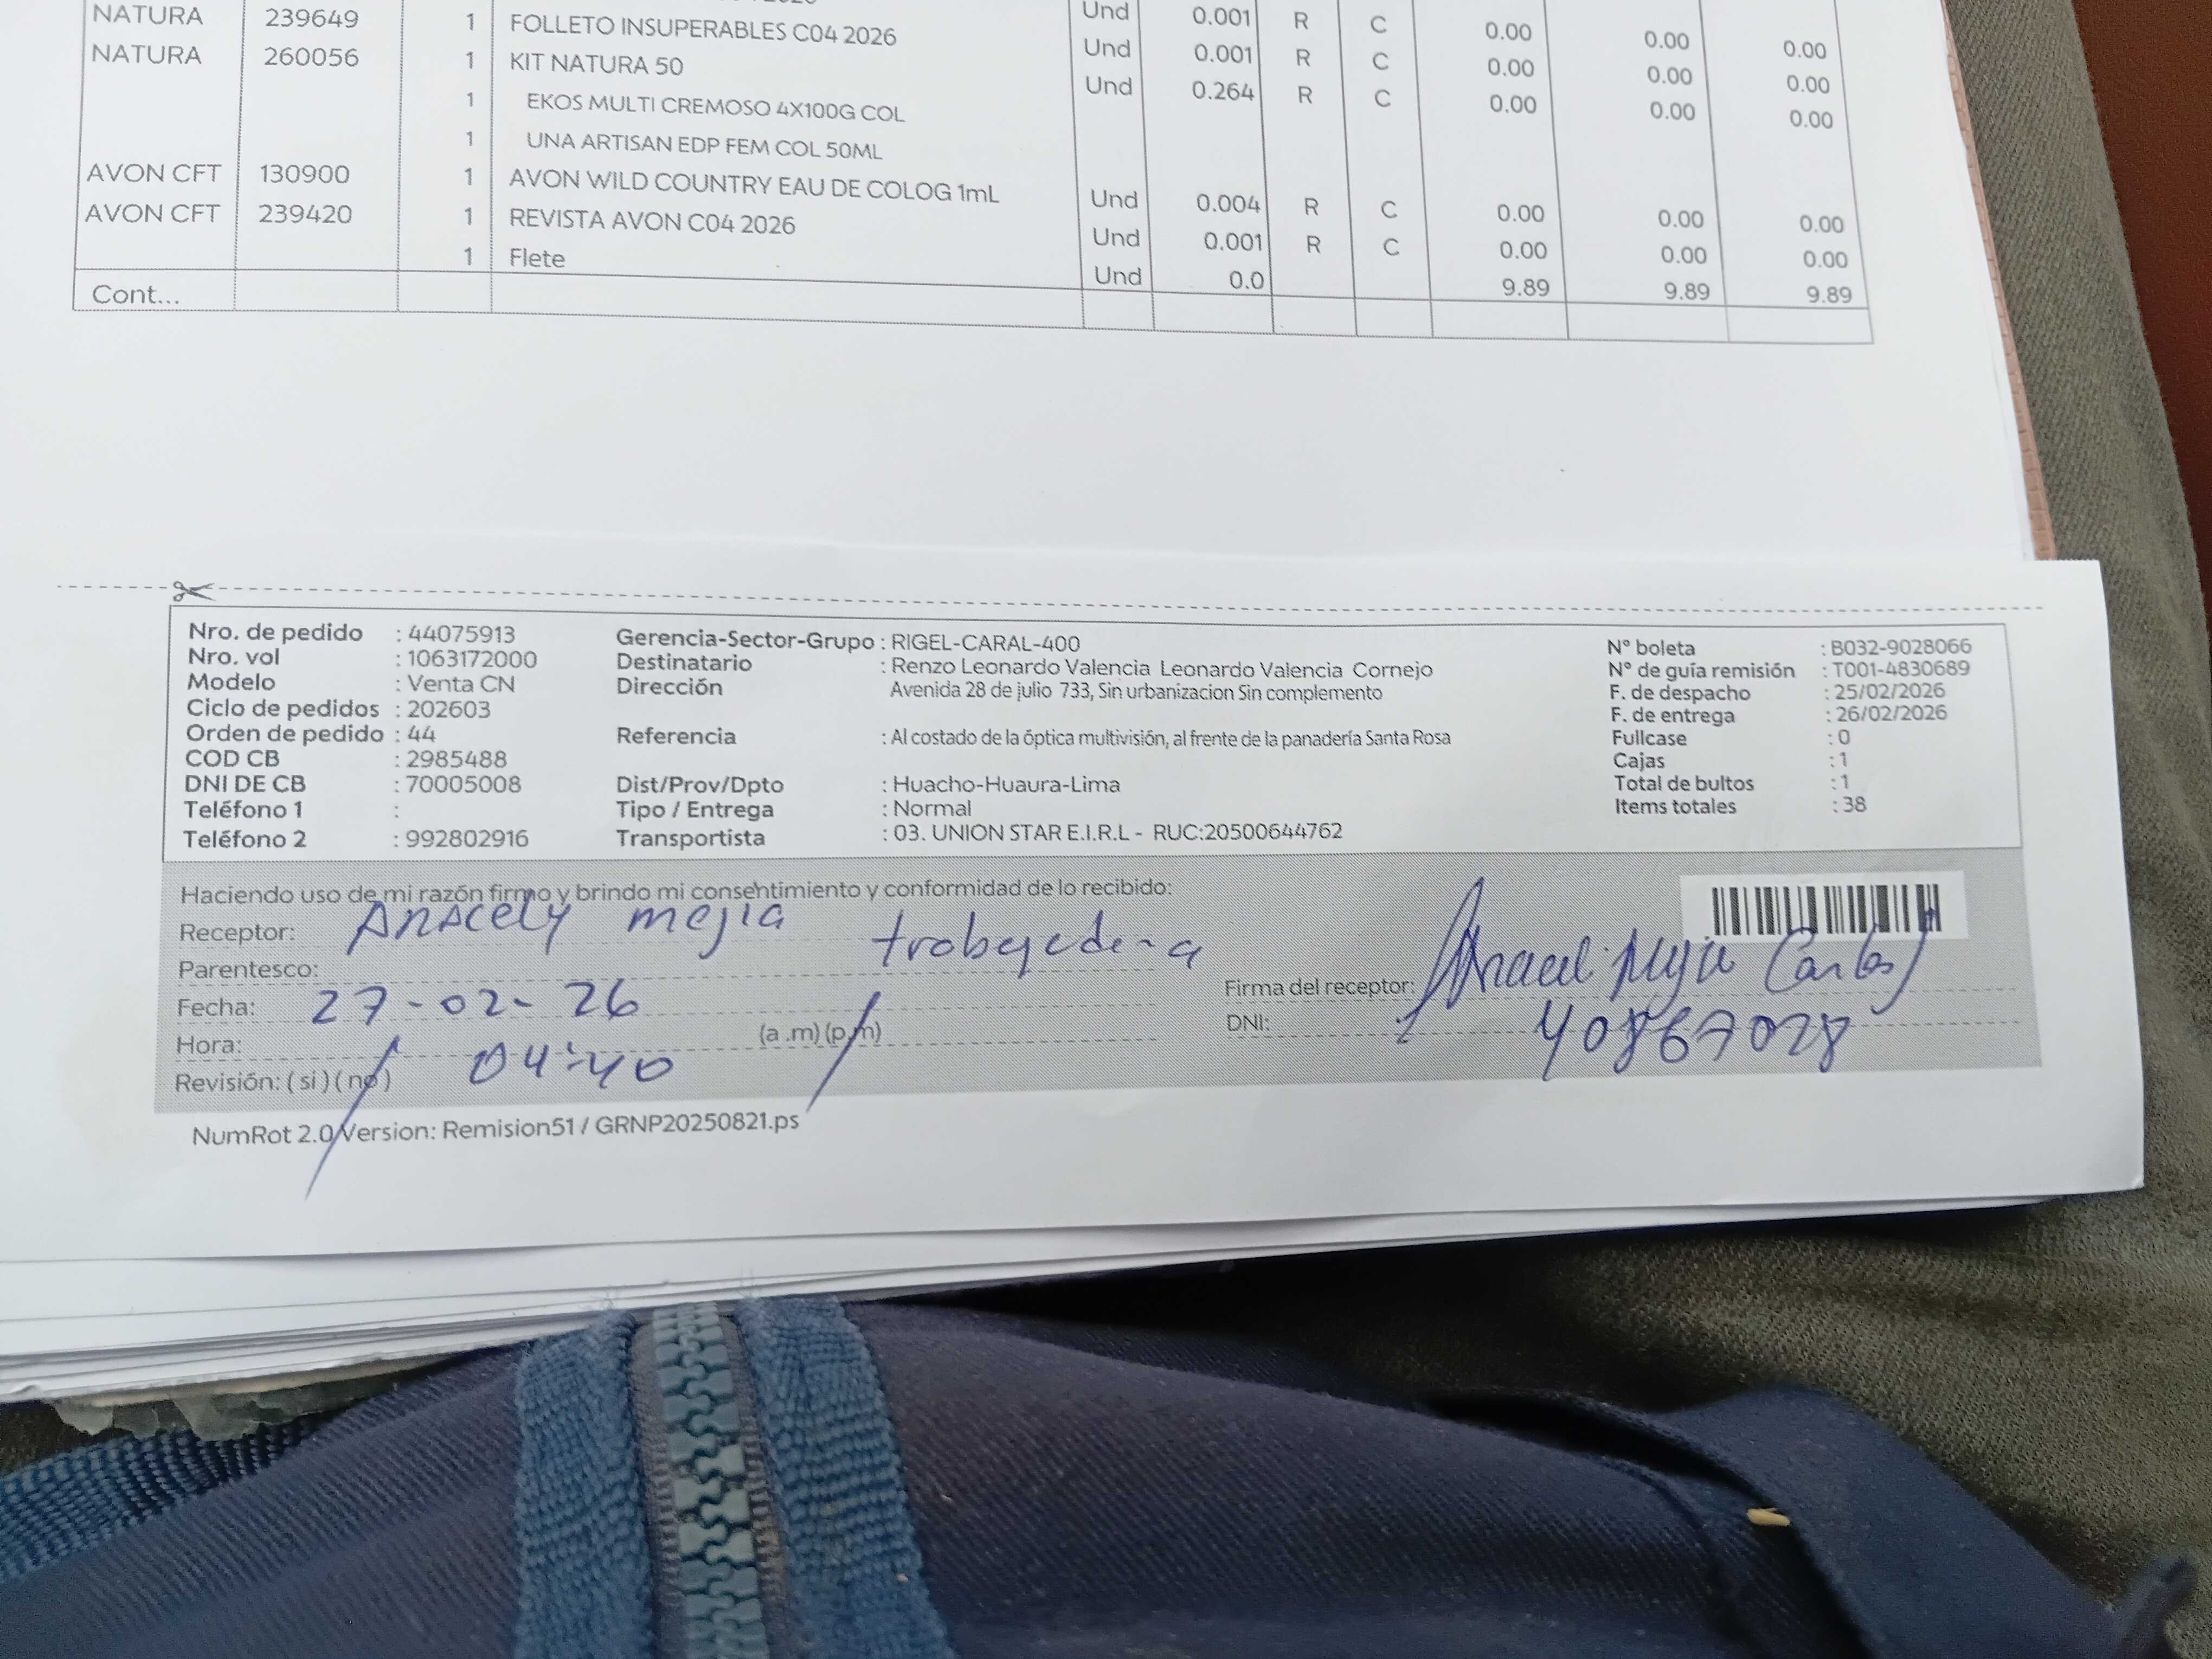 NATURA 239649 1 FOLLETO INSUPERABLES C04 2026 Und 0.001 R C 0.00 0.00 0.00
NATURA 260056 1 KIT NATURA 50 Und 0.001 R C 0.00 0.00 0.00
1 EKOS MULTI CREMOSO 4X100G COL Und 0.264 R C 0.00 0.00 0.00
1 UNA ARTISAN EDP FEM COL 50ML
AVON CFT 130900 1 AVON WILD COUNTRY EAU DE COLOG 1mL Und 0.004 R C 0.00 0.00 0.00
AVON CFT 239420 1 REVISTA AVON C04 2026 Und 0.001 R C 0.00 0.00 0.00
1 Flete Und 0.0 9.89 9.89 9.89
Cont...
Nro. de pedido : 44075913
Nro. vol : 1063172000
Modelo : Venta CN
Ciclo de pedidos : 202603
Orden de pedido : 44
COD CB : 2985488
DNI DE CB : 70005008
Teléfono 1 :
Teléfono 2 : 992802916
Gerencia-Sector-Grupo : RIGEL-CARAL-400
Destinatario : Renzo Leonardo Valencia Leonardo Valencia Cornejo
Dirección Avenida 28 de julio 733, Sin urbanizacion Sin complemento
Referencia : Al costado de la óptica multivisión, al frente de la panadería Santa Rosa
Dist/Prov/Dpto : Huacho-Huaura-Lima
Tipo / Entrega : Normal
Transportista : 03. UNION STAR E.I.R.L - RUC:20500644762
N° boleta : B032-9028066
N° de guía remisión : T001-4830689
F. de despacho : 25/02/2026
F. de entrega : 26/02/2026
Fullcase : 0
Cajas : 1
Total de bultos : 1
Items totales : 38
Haciendo uso de mi razón firmo y brindo mi consentimiento y conformidad de lo recibido:
Receptor: Aracely mejia
Parentesco: trabajadora
Fecha: 27-02-26
Hora: 04:40 (a .m) (p.m)
Revisión: ( si ) ( no )
Firma del receptor: Mejia Carlos
DNI: 40867028
NumRot 2.0 Version: Remision51 / GRNP20250821.ps